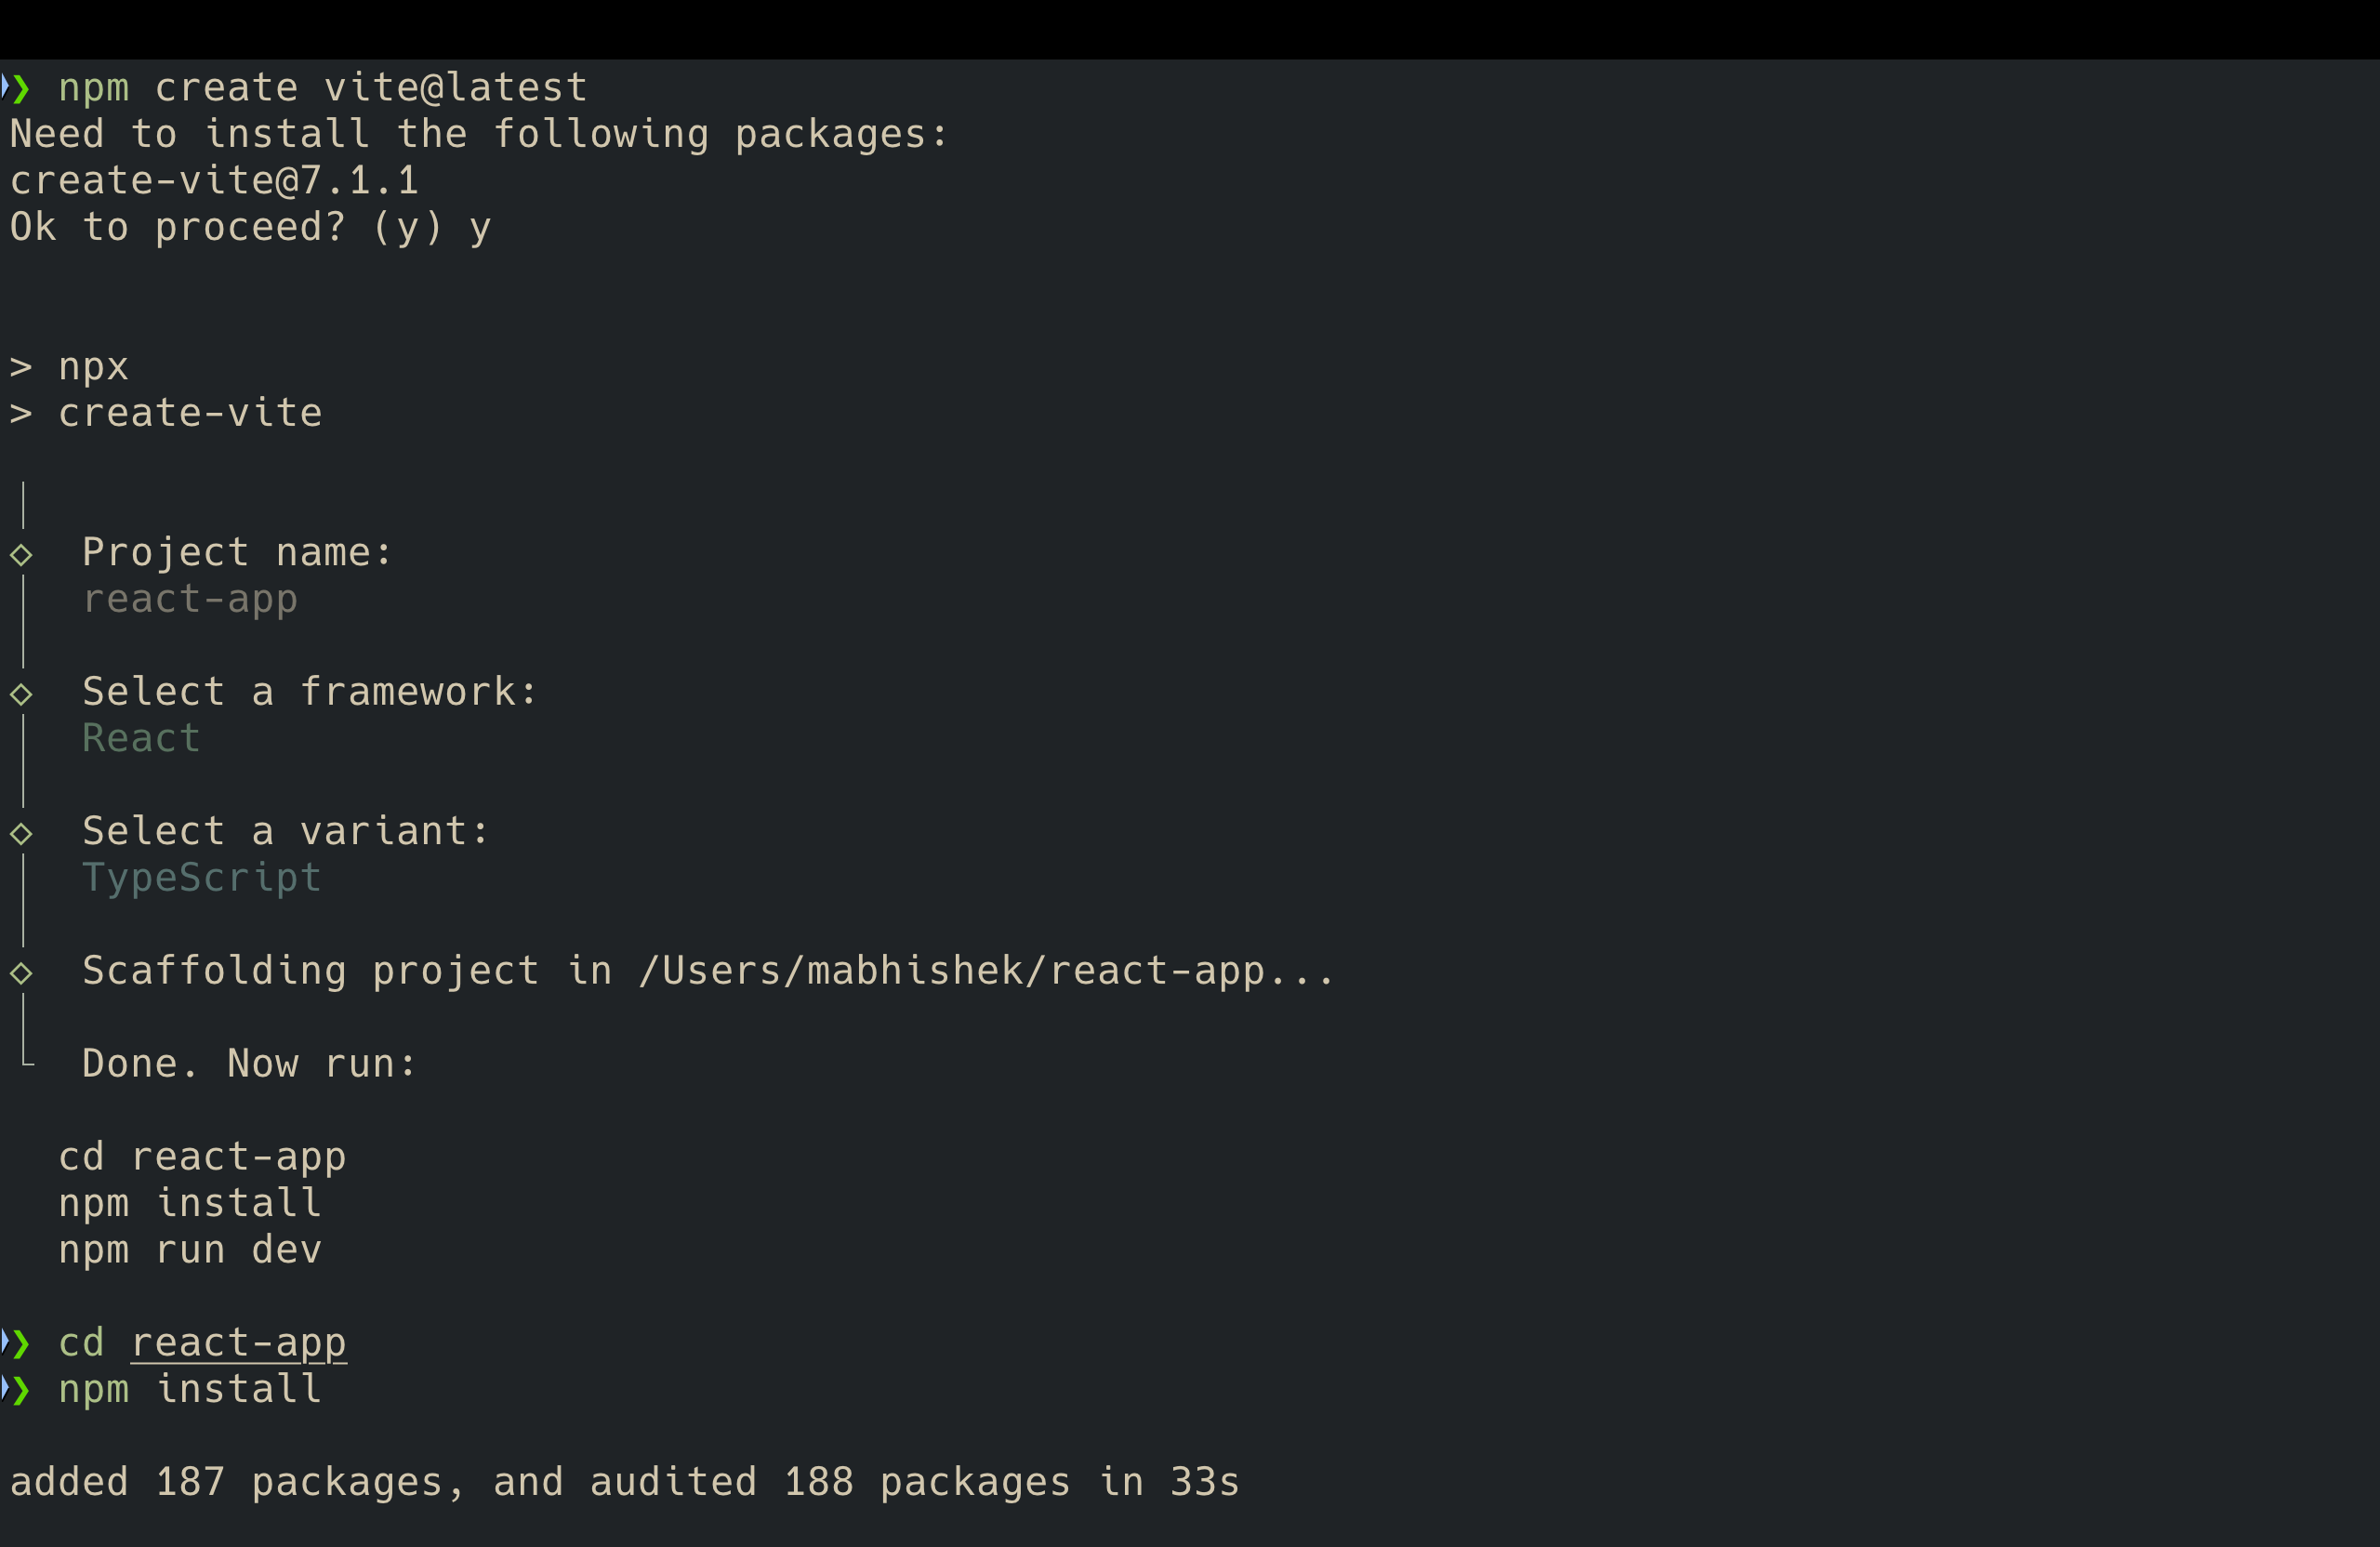 ❯ npm create vite@latest
Need to install the following packages:
create-vite@7.1.1
Ok to proceed? (y) y
> npx
> create-vite
◇ Project name:
react-app
◇ Select a framework:
React
◇ Select a variant:
TypeScript
◇ Scaffolding project in /Users/mabhishek/react-app...
Done. Now run:
cd react-app
npm install
npm run dev
❯ cd react-app
❯ npm install
added 187 packages, and audited 188 packages in 33s